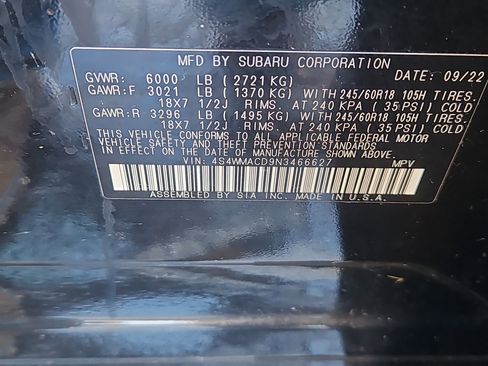 MFD BY SUBARU CORPORATION
GVWR: 6000 LB ( 2721 KG) DATE: 09/22
GAWR:F 3021 LB ( 1370 KG) WITH 245/60R18 105H TIRES.
18X7 1/2J RIMS. AT 240 KPA ( 35 PSI) COLD
GAWR:R 3296 LB ( 1495 KG) WITH 245/60R18 105H TIRES.
18X7 1/2J RIMS. AT 240 KPA ( 35 PSI) COLD
THIS VEHICLE CONFORMS TO ALL APPLICABLE FEDERAL MOTOR
VEHICLE SAFETY BUMPER AND THEFT PREVENTION STANDARDS
IN EFFECT ON THE DATE OF MANUFACTURE SHOWN ABOVE.
VIN: 4S4WMACD9N3466627 MPV
ASSEMBLED BY SIA INC. MADE IN U.S.A.